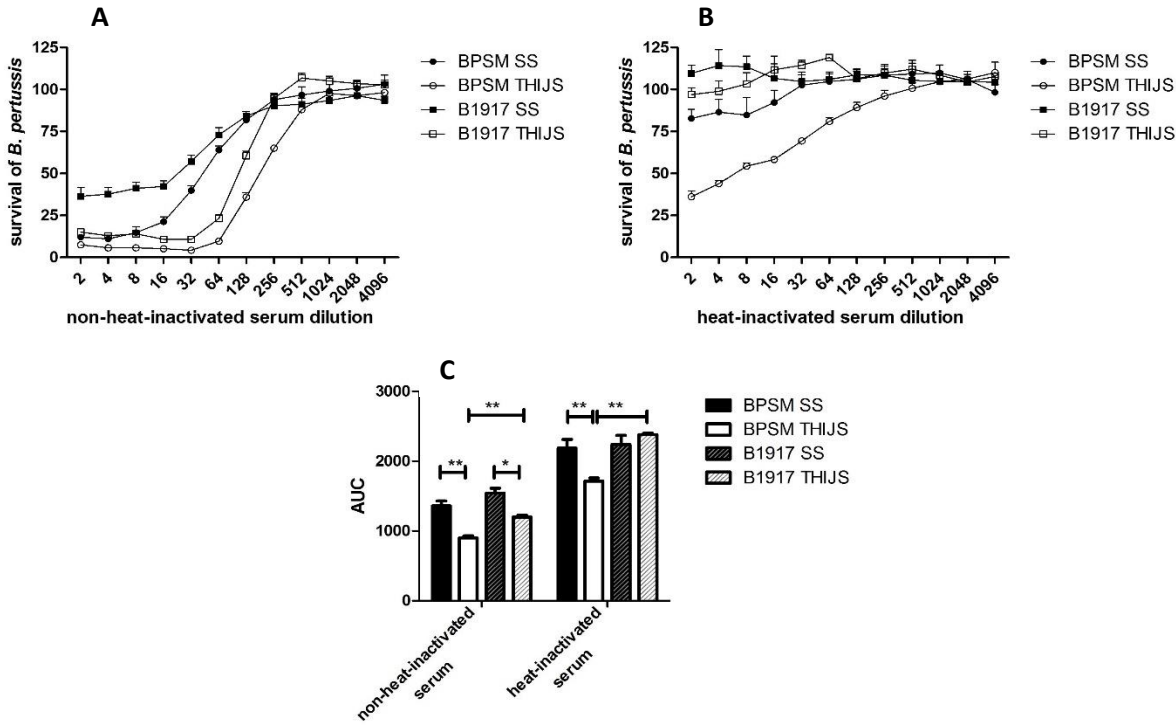 A
survival of B. pertussis
125
100
75
50
25
0
2 4 8 16 32 64 128 256 512 1024 2048 4096
non-heat-inactivated serum dilution
BPSM SS
BPSM THIJS
B1917 SS
B1917 THIJS
B
survival of B. pertussis
125
100
75
50
25
0
2 4 8 16 32 64 128 256 512 1024 2048 4096
heat-inactivated serum dilution
BPSM SS
BPSM THIJS
B1917 SS
B1917 THIJS
C
AUC
3000
2000
1000
0
**
** *
** **
non-heat-inactivated
serum
heat-inactivated
serum
BPSM SS
BPSM THIJS
B1917 SS
B1917 THIJS